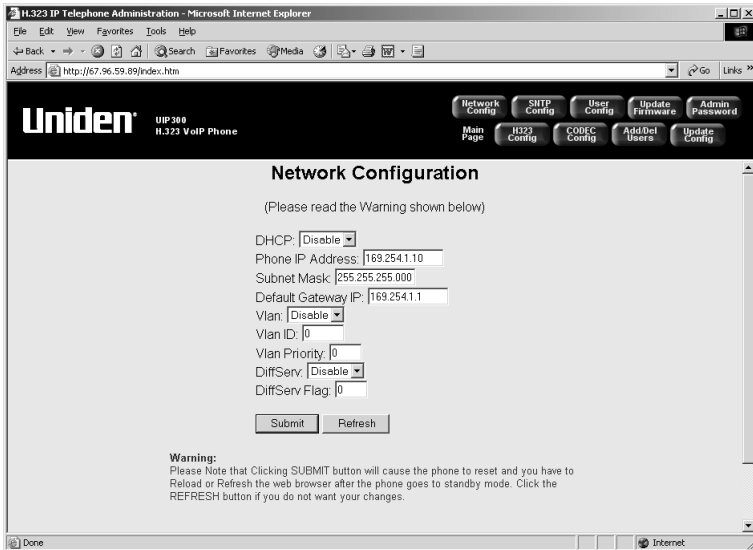 H.323 IP Telephone Administration - Microsoft Internet Explorer
File Edit View Favorites Tools Help
Back Search Favorites Media
Address http://67.96.59.89/index.htm Go Links »
Uniden
UIP300
H.323 VoIP Phone
Network Config SNTP Config User Config Update Firmware Admin Password
Main Page H323 Config CODEC Config Add/Del Users Update Config
Network Configuration
(Please read the Warning shown below)
DHCP: Disable
Phone IP Address: 169.254.1.10
Subnet Mask: 255.255.255.000
Default Gateway IP: 169.254.1.1
Vlan: Disable
Vlan ID: 0
Vlan Priority: 0
DiffServ: Disable
DiffServ Flag: 0
Submit Refresh
Warning:
Please Note that Clicking SUBMIT button will cause the phone to reset and you have to
Reload or Refresh the web browser after the phone goes to standby mode. Click the
REFRESH button if you do not want your changes.
Done Internet